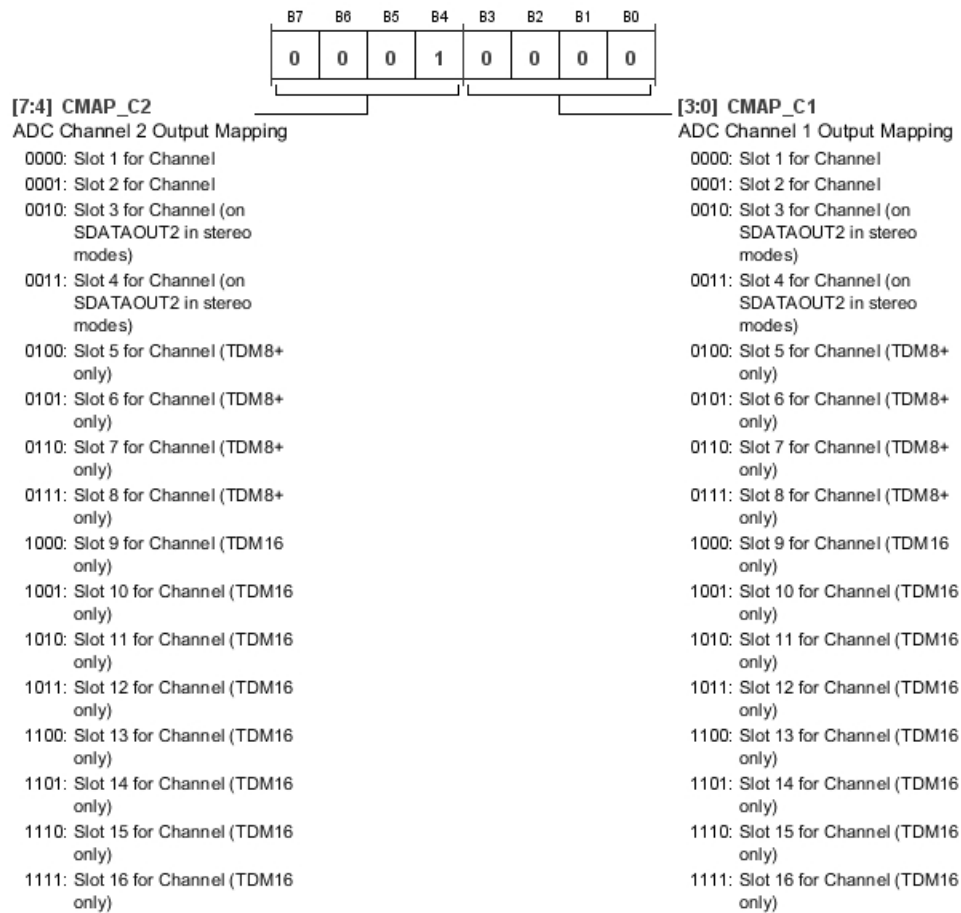 B7 B6 B5 B4 B3 B2 B1 B0
0 0 0 1 0 0 0 0
[7:4] CMAP_C2
ADC Channel 2 Output Mapping
0000: Slot 1 for Channel
0001: Slot 2 for Channel
0010: Slot 3 for Channel (on
SDATAOUT2 in stereo
modes)
0011: Slot 4 for Channel (on
SDATAOUT2 in stereo
modes)
0100: Slot 5 for Channel (TDM8+
only)
0101: Slot 6 for Channel (TDM8+
only)
0110: Slot 7 for Channel (TDM8+
only)
0111: Slot 8 for Channel (TDM8+
only)
1000: Slot 9 for Channel (TDM16
only)
1001: Slot 10 for Channel (TDM16
only)
1010: Slot 11 for Channel (TDM16
only)
1011: Slot 12 for Channel (TDM16
only)
1100: Slot 13 for Channel (TDM16
only)
1101: Slot 14 for Channel (TDM16
only)
1110: Slot 15 for Channel (TDM16
only)
1111: Slot 16 for Channel (TDM16
only)
[3:0] CMAP_C1
ADC Channel 1 Output Mapping
0000: Slot 1 for Channel
0001: Slot 2 for Channel
0010: Slot 3 for Channel (on
SDATAOUT2 in stereo
modes)
0011: Slot 4 for Channel (on
SDATAOUT2 in stereo
modes)
0100: Slot 5 for Channel (TDM8+
only)
0101: Slot 6 for Channel (TDM8+
only)
0110: Slot 7 for Channel (TDM8+
only)
0111: Slot 8 for Channel (TDM8+
only)
1000: Slot 9 for Channel (TDM16
only)
1001: Slot 10 for Channel (TDM16
only)
1010: Slot 11 for Channel (TDM16
only)
1011: Slot 12 for Channel (TDM16
only)
1100: Slot 13 for Channel (TDM16
only)
1101: Slot 14 for Channel (TDM16
only)
1110: Slot 15 for Channel (TDM16
only)
1111: Slot 16 for Channel (TDM16
only)